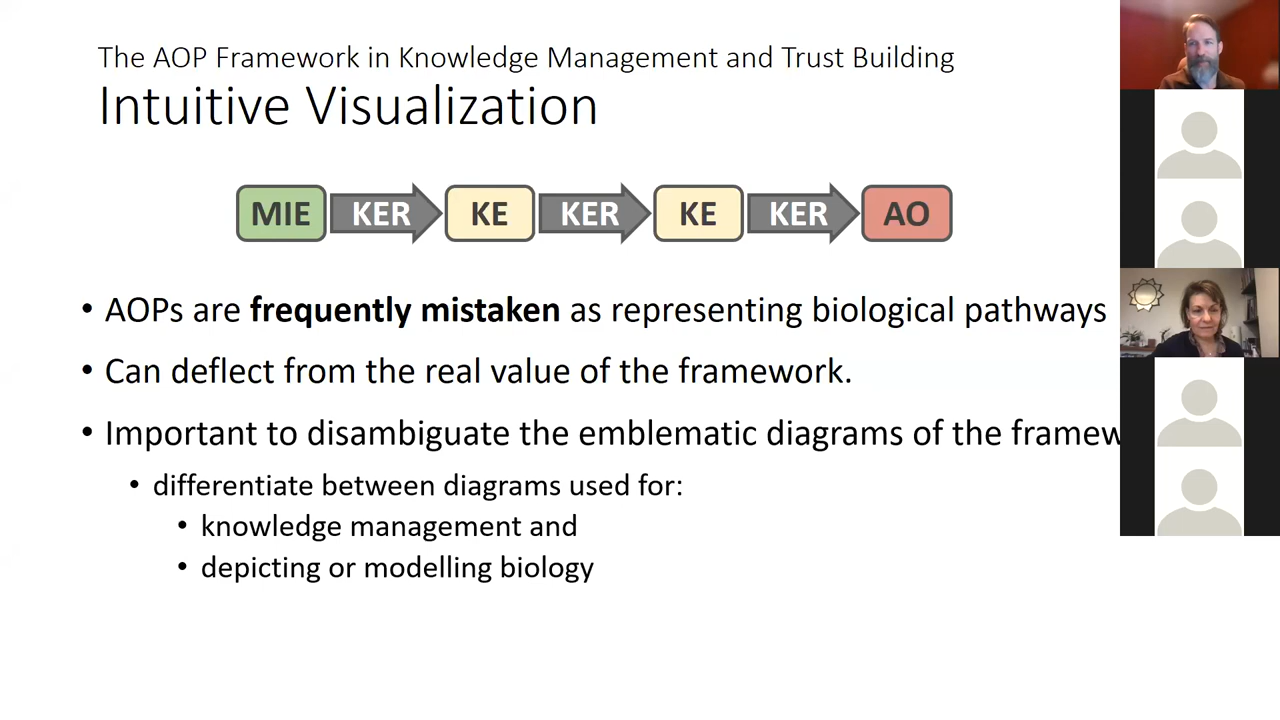 The AOP Framework in Knowledge Management and Trust Building
Intuitive Visualization
MIE KER KE KER KE KER AO
• AOPs are frequently mistaken as representing biological pathways
• Can deflect from the real value of the framework.
• Important to disambiguate the emblematic diagrams of the framew
• differentiate between diagrams used for:
• knowledge management and
• depicting or modelling biology